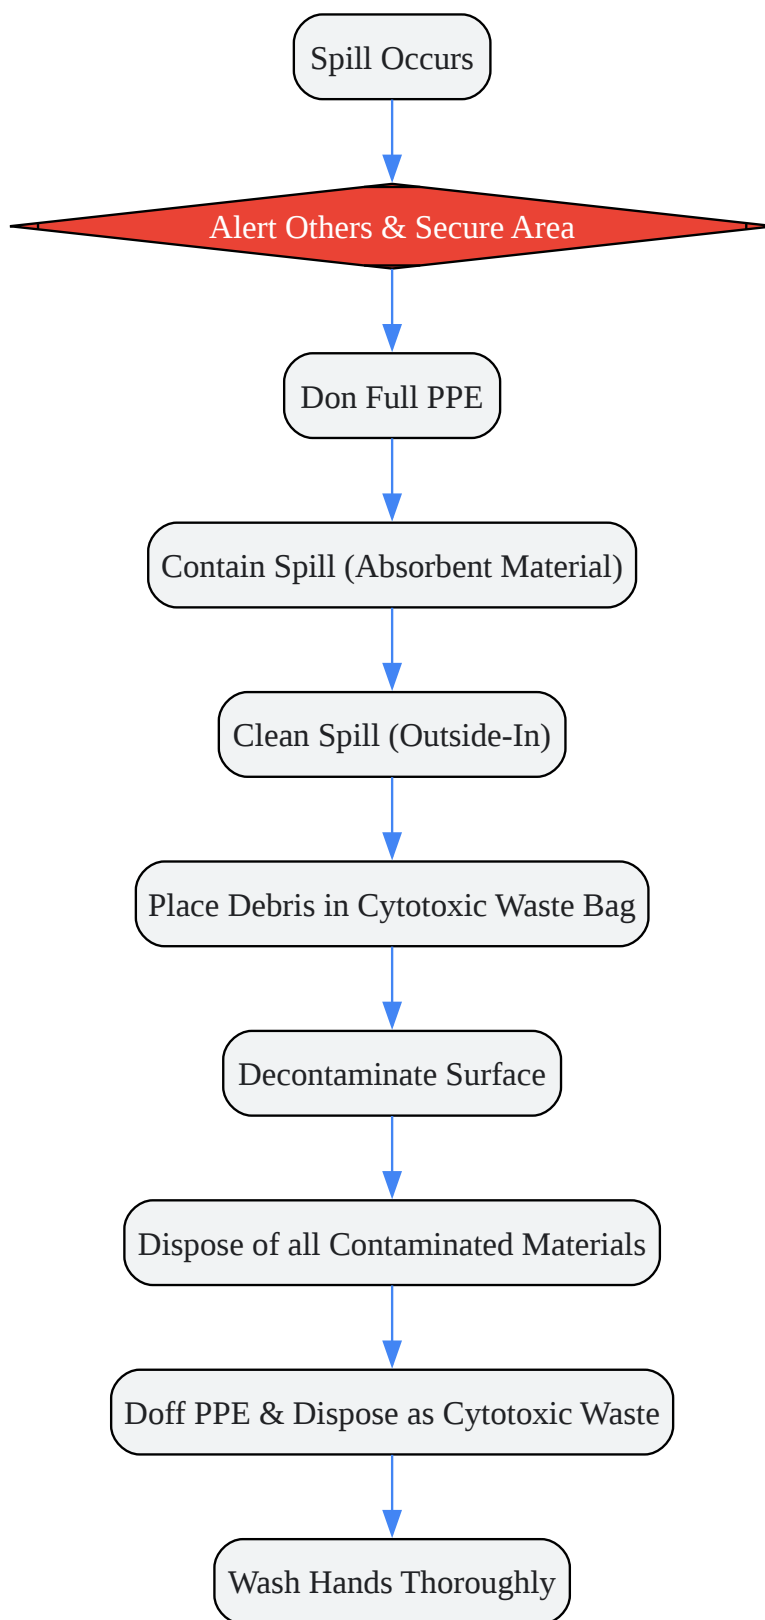 Spill Occurs
Alert Others & Secure Area
Don Full PPE
Contain Spill (Absorbent Material)
Clean Spill (Outside-In)
Place Debris in Cytotoxic Waste Bag
Decontaminate Surface
Dispose of all Contaminated Materials
Doff PPE & Dispose as Cytotoxic Waste
Wash Hands Thoroughly